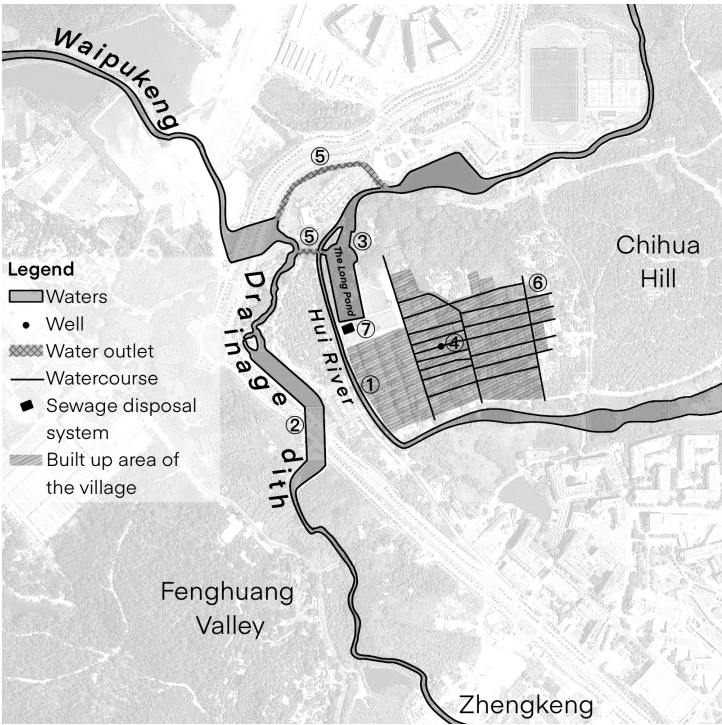 Waipukeng
⑤
Chihua
Hill
⑤
③
The Long Pond
⑥
Legend
Waters
Well
Water outlet
Watercourse
Sewage disposal
system
Built up area of
the village
Drainage dith
Hui River
⑦
④
①
②
Fenghuang
Valley
Zhengkeng